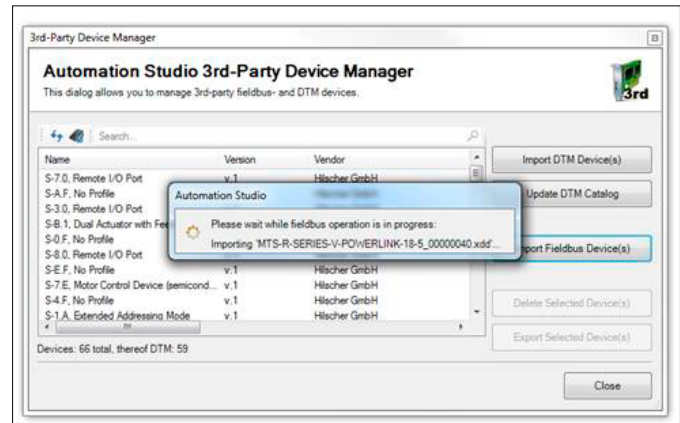 3rd-Party Device Manager
Automation Studio 3rd-Party Device Manager
This dialog allows you to manage 3rd-party fieldbus- and DTM devices.
3rd
Search...
Name Version Vendor
S-7.0, Remote I/O Port v.1 Hilscher GmbH
S-A.F, No Profile
S-3.0, Remote I/O Port
S-B.1, Dual Actuator with Fee
S-0.F, No Profile
S-8.0, Remote I/O Port
S-E.F, No Profile v.1 Hilscher GmbH
S-7.E, Motor Control Device (semicond... v.1 Hilscher GmbH
S-4.F, No Profile v.1 Hilscher GmbH
S-1.A, Extended Addressing Mode v.1 Hilscher GmbH
Devices: 66 total, thereof DTM: 59
Automation Studio
Please wait while fieldbus operation is in progress:
Importing 'MTS-R-SERIES-V-POWERLINK-18-5_00000040.xdd'...
Import DTM Device(s)
Update DTM Catalog
port Fieldbus Device(s)
Delete Selected Device(s)
Export Selected Device(s)
Close